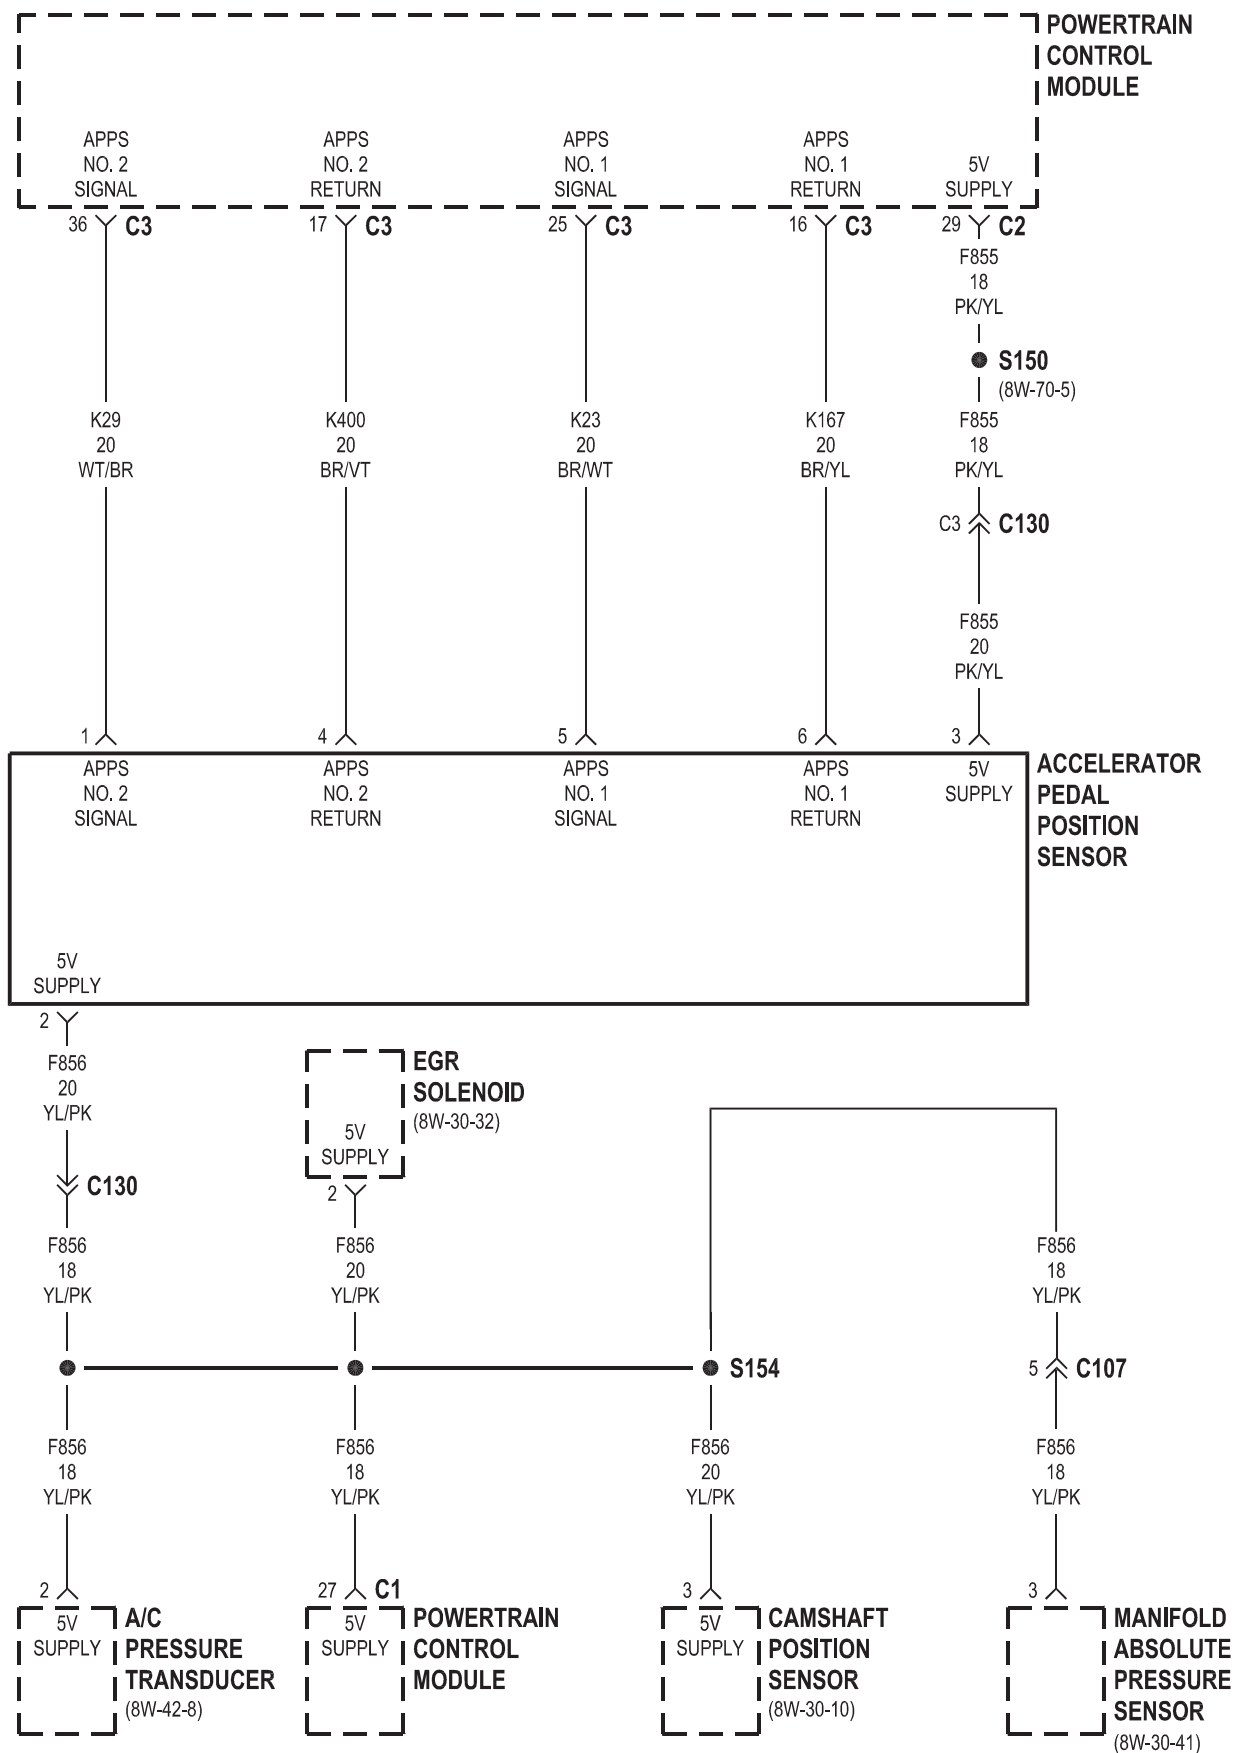 POWERTRAIN
CONTROL
MODULE
APPS
NO. 2
SIGNAL
APPS
NO. 2
RETURN
APPS
NO. 1
SIGNAL
APPS
NO. 1
RETURN
5V
SUPPLY
36 C3
17 C3
25 C3
16 C3
29 C2
F855
18
PK/YL
S150
(8W-70-5)
K29
20
WT/BR
K400
20
BR/VT
K23
20
BR/WT
K167
20
BR/YL
F855
18
PK/YL
C3 C130
F855
20
PK/YL
1
4
5
6
3
APPS
NO. 2
SIGNAL
APPS
NO. 2
RETURN
APPS
NO. 1
SIGNAL
APPS
NO. 1
RETURN
5V
SUPPLY
ACCELERATOR
PEDAL
POSITION
SENSOR
5V
SUPPLY
2
F856
20
YL/PK
C130
F856
18
YL/PK
EGR
SOLENOID
(8W-30-32)
5V
SUPPLY
2
F856
20
YL/PK
F856
18
YL/PK
S154
5 C107
F856
18
YL/PK
F856
18
YL/PK
F856
20
YL/PK
F856
18
YL/PK
2
27 C1
3
3
5V
SUPPLY
A/C
PRESSURE
TRANSDUCER
(8W-42-8)
5V
SUPPLY
POWERTRAIN
CONTROL
MODULE
5V
SUPPLY
CAMSHAFT
POSITION
SENSOR
(8W-30-10)
MANIFOLD
ABSOLUTE
PRESSURE
SENSOR
(8W-30-41)